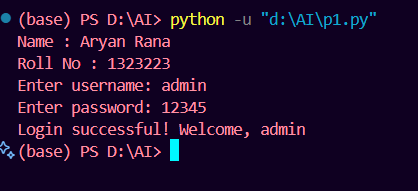 (base) PS D:\AI> python -u "d:\AI\p1.py"
Name : Aryan Rana
Roll No : 1323223
Enter username: admin
Enter password: 12345
Login successful! Welcome, admin
(base) PS D:\AI>